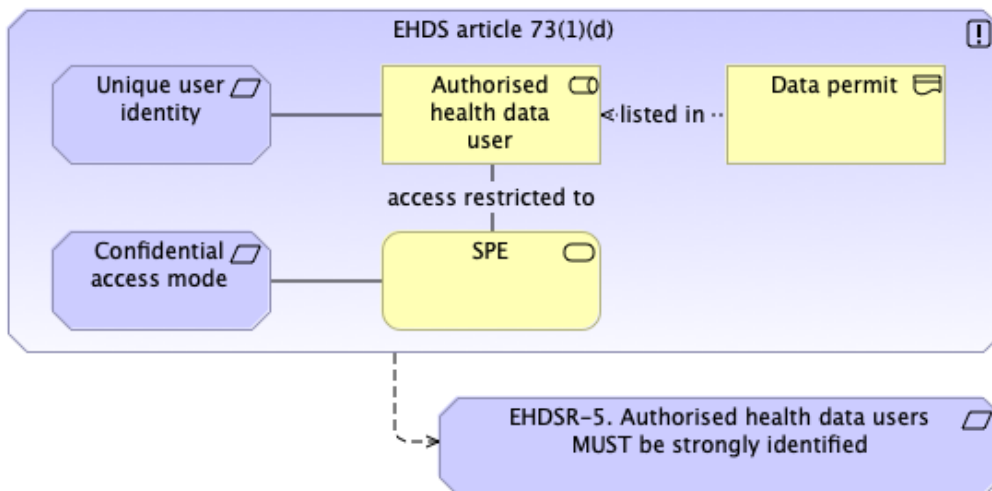 EHDS article 73(1)(d)
Unique user
identity
Authorised
health data
user
listed in
Data permit
access restricted to
Confidential
access mode
SPE
EHDSR-5. Authorised health data users
MUST be strongly identified